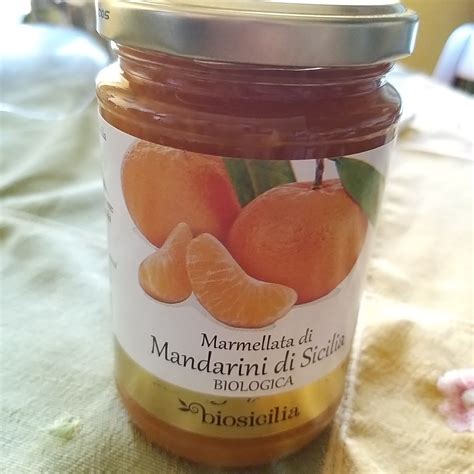 Marmellata di
Mandarini di Sicilia
BIOLOGICA
biosicilia